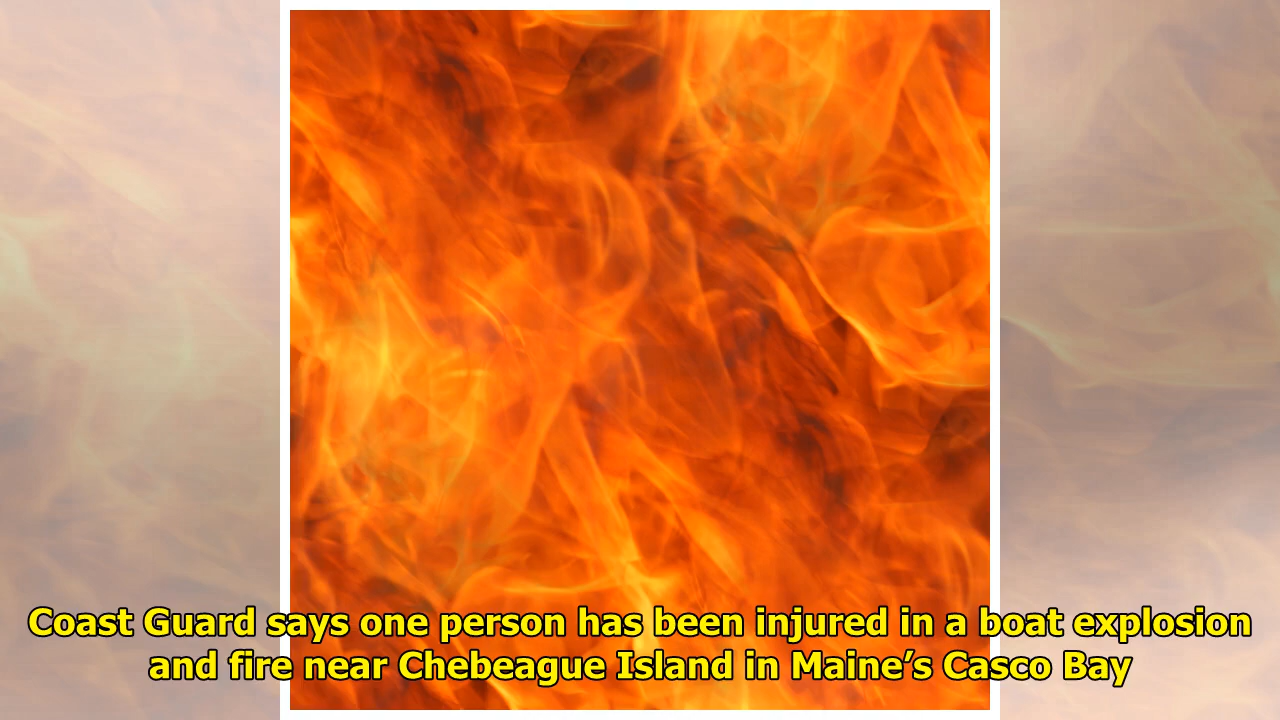 Coast Guard says one person has been injured in a boat explosion
and fire near Chebeague Island in Maine’s Casco Bay